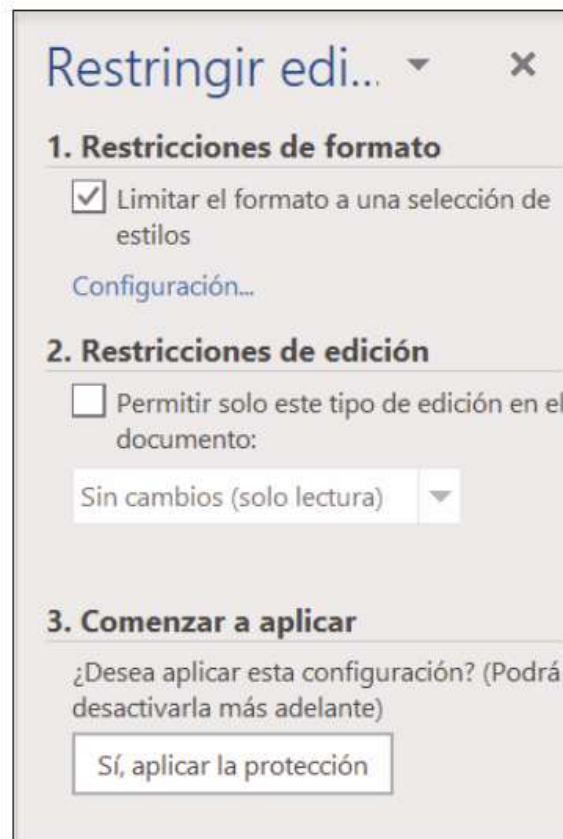 Restringir edi...
1. Restricciones de formato
Limitar el formato a una selección de
estilos
Configuración...
2. Restricciones de edición
Permitir solo este tipo de edición en el
documento:
Sin cambios (solo lectura)
3. Comenzar a aplicar
¿Desea aplicar esta configuración? (Podrá
desactivarla más adelante)
Sí, aplicar la protección